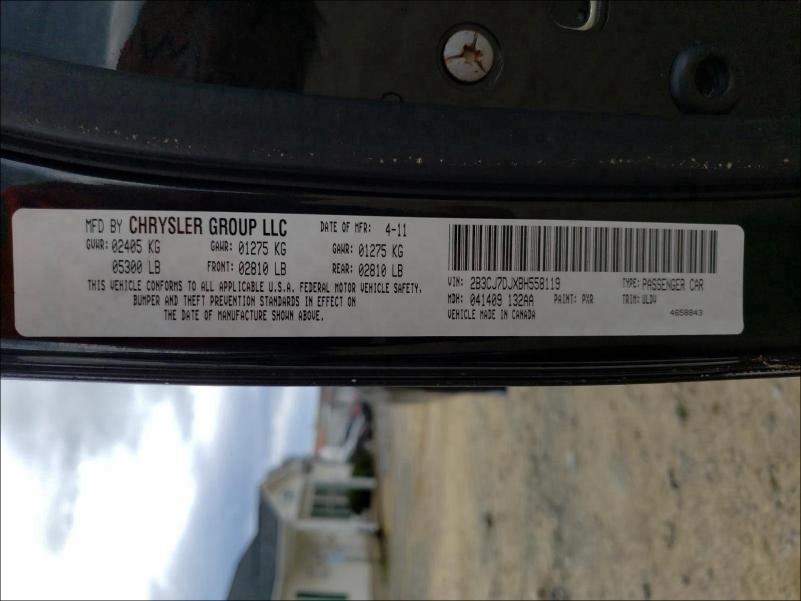 MFD BY CHRYSLER GROUP LLC DATE OF MFR: 4-11
GVWR: 02405 KG GAWR: 01275 KG GAWR: 01275 KG
05300 LB FRONT: 02810 LB REAR: 02810 LB
THIS VEHICLE CONFORMS TO ALL APPLICABLE U.S.A. FEDERAL MOTOR VEHICLE SAFETY,
BUMPER AND THEFT PREVENTION STANDARDS IN EFFECT ON
THE DATE OF MANUFACTURE SHOWN ABOVE.
VIN: 2B3CJ7DJXBH558119 TYPE: PASSENGER CAR
MDH: 041409 132AA PAINT: PXR TRIM: ULDV
VEHICLE MADE IN CANADA 4658843